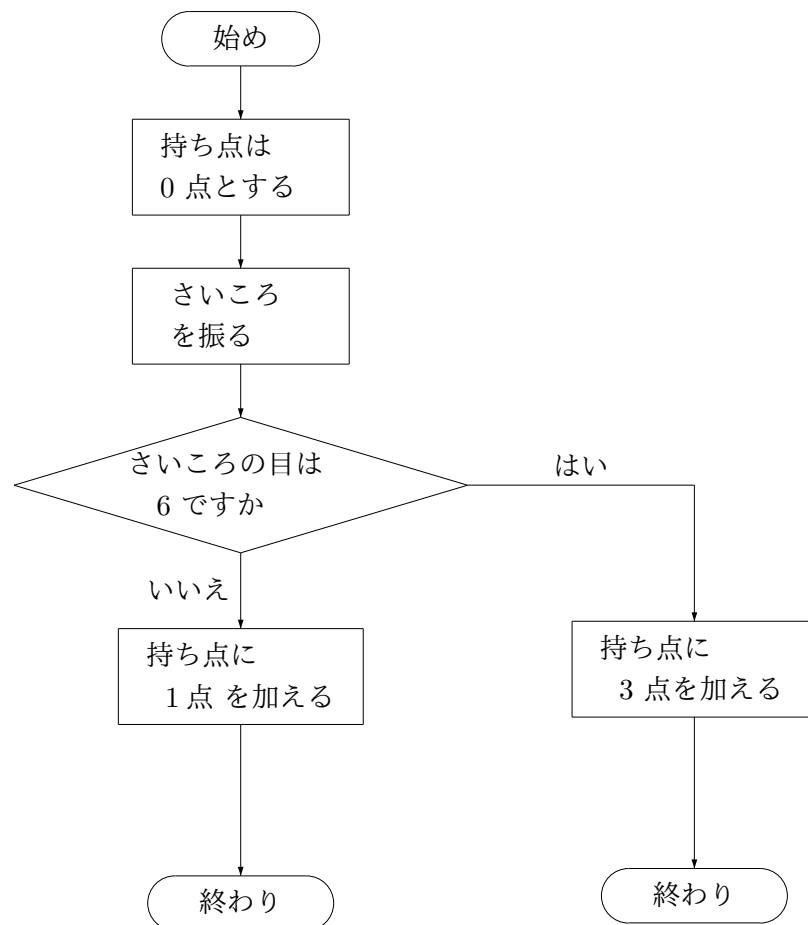 始め
持ち点は
0 点とする
さいころ
を振る
さいころの目は
6 ですか
はい
いいえ
持ち点に
1点 を加える
持ち点に
3 点を加える
終わり
終わり